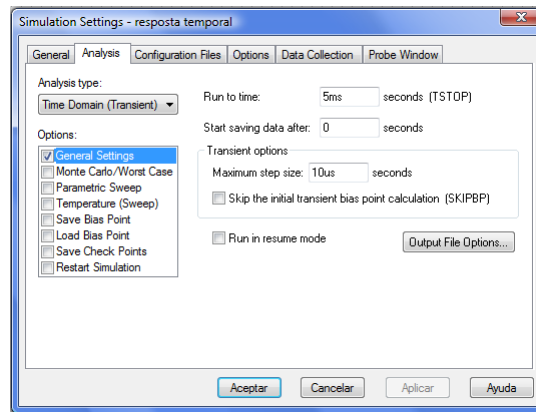 Simulation Settings - resposta temporal
General Analysis Configuration Files Options Data Collection Probe Window
Analysis type:
Time Domain (Transient)
Options:
General Settings
Monte Carlo/Worst Case
Parametric Sweep
Temperature (Sweep)
Save Bias Point
Load Bias Point
Save Check Points
Restart Simulation
Run to time: 5ms seconds (TSTOP)
Start saving data after: 0 seconds
Transient options
Maximum step size: 10us seconds
Skip the initial transient bias point calculation (SKIPBP)
Run in resume mode Output File Options...
Aceptar Cancelar Aplicar Ayuda